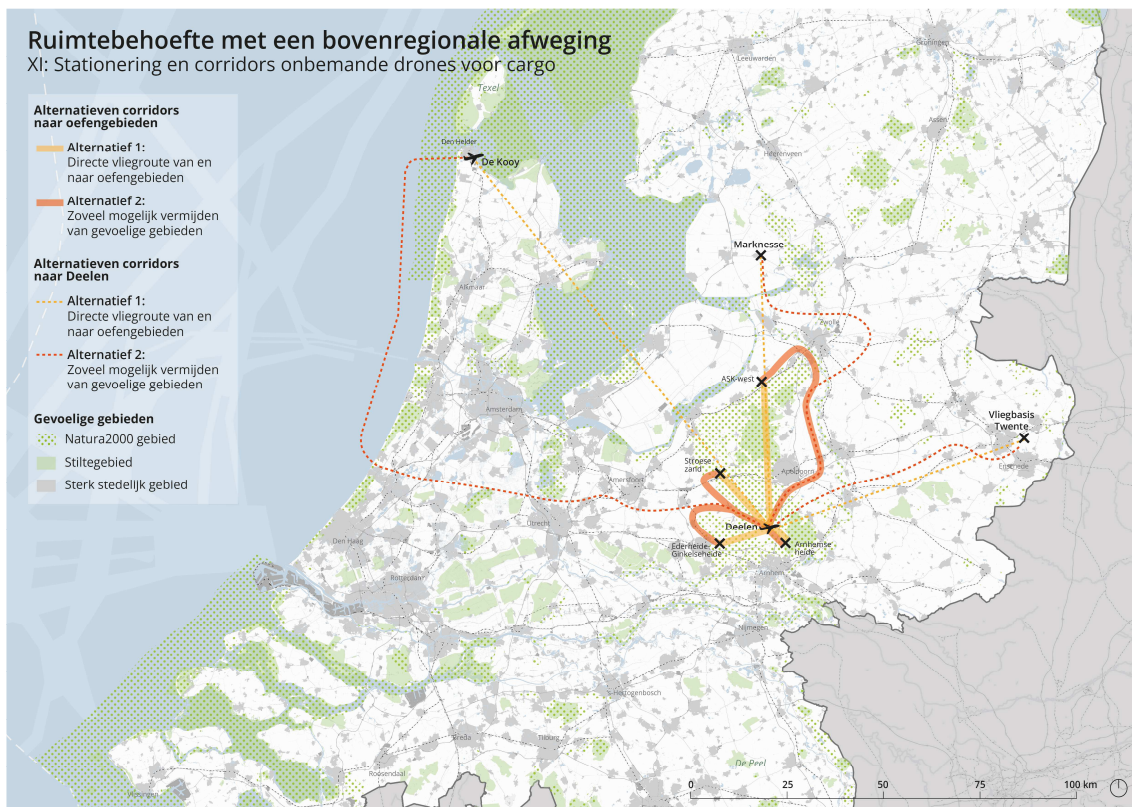 Ruimtebehoefte met een bovenregionale afweging
XI: Stationering en corridors onbemande drones voor cargo
Alternatieven corridors
naar oefengebieden
Alternatief 1:
Directe vliegroute van en
naar oefengebieden
Alternatief 2:
Zoveel mogelijk vermijden
van gevoelige gebieden
Alternatieven corridors
naar Deelen
Alternatief 1:
Directe vliegroute van en
naar oefengebieden
Alternatief 2:
Zoveel mogelijk vermijden
van gevoelige gebieden
Gevoelige gebieden
Natura2000 gebied
Stiltegebied
Sterk stedelijk gebied
Groningen
Leeuwarden
Texel
Assen
Den Helder
De Kooy
Heerenveen
Marknesse
Alkmaar
Zwolle
ASK-west
Amsterdam
Vliegbasis
Twente
Stroese
zand
Apeldoorn
Enschede
Amersfoort
Utrecht
Deelen
Den Haag
Ederheide
Ginkelseheide
Arnhemse
heide
Arnhem
Rotterdam
Nijmegen
's-Hertogenbosch
Breda
Tilburg
De Peel
Roosendaal
Vlissingen
0 25 50 75 100 km